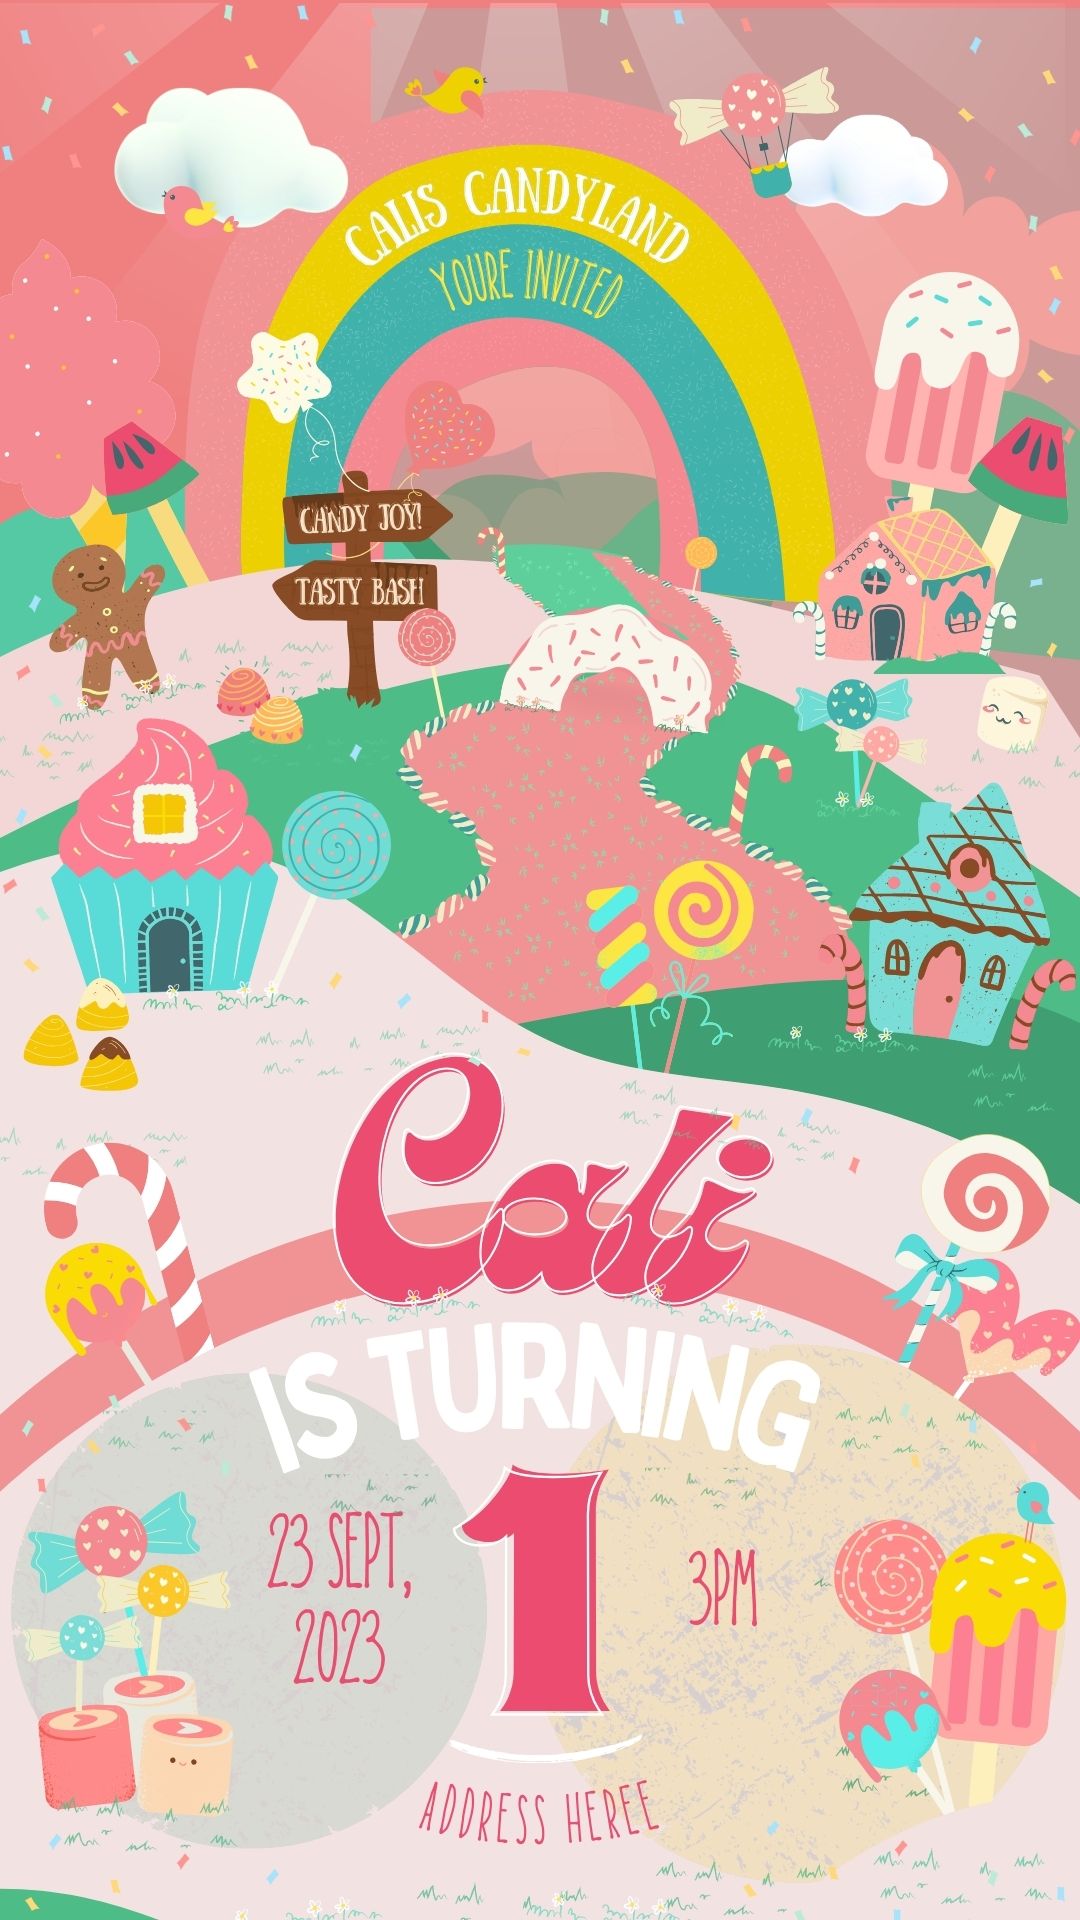 CALIS CANDYLAND
YOURE INVITED
CANDY JOY!
TASTY BASH
Cali
IS TURNING
1
23 SEPT,
2023
3PM
ADDRESS HEREE